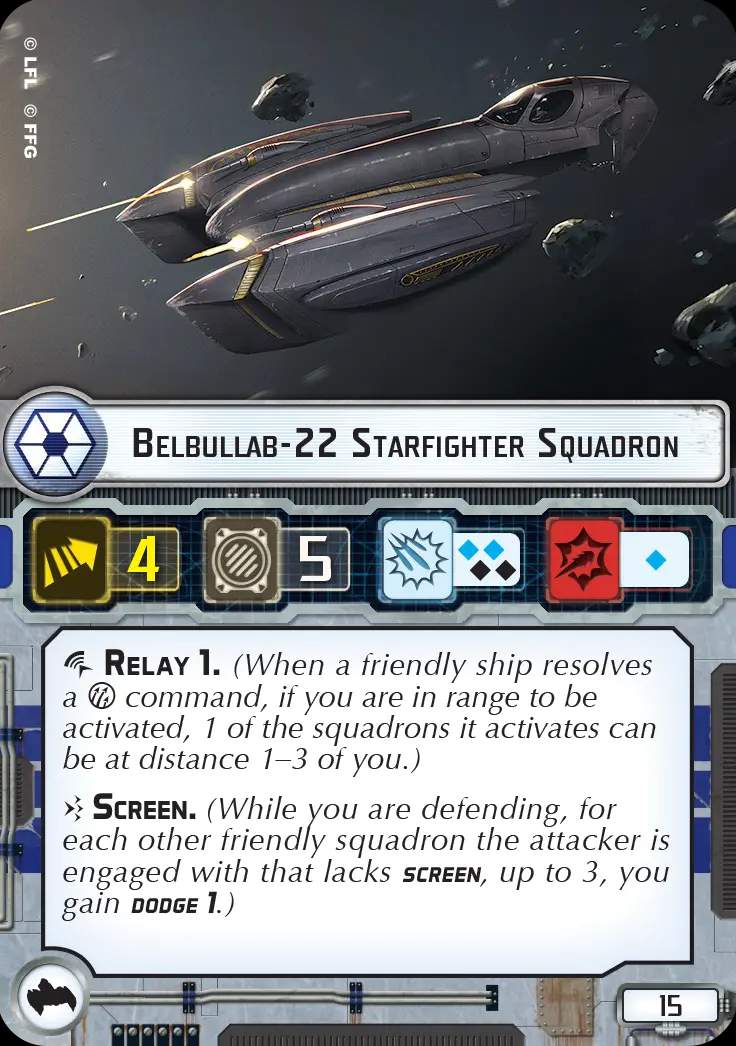 © LFL © FFG
Belbullab-22 Starfighter Squadron
4 5
Relay 1. (When a friendly ship resolves
a command, if you are in range to be
activated, 1 of the squadrons it activates can
be at distance 1–3 of you.)
Screen. (While you are defending, for
each other friendly squadron the attacker is
engaged with that lacks screen, up to 3, you
gain dodge 1.)
15